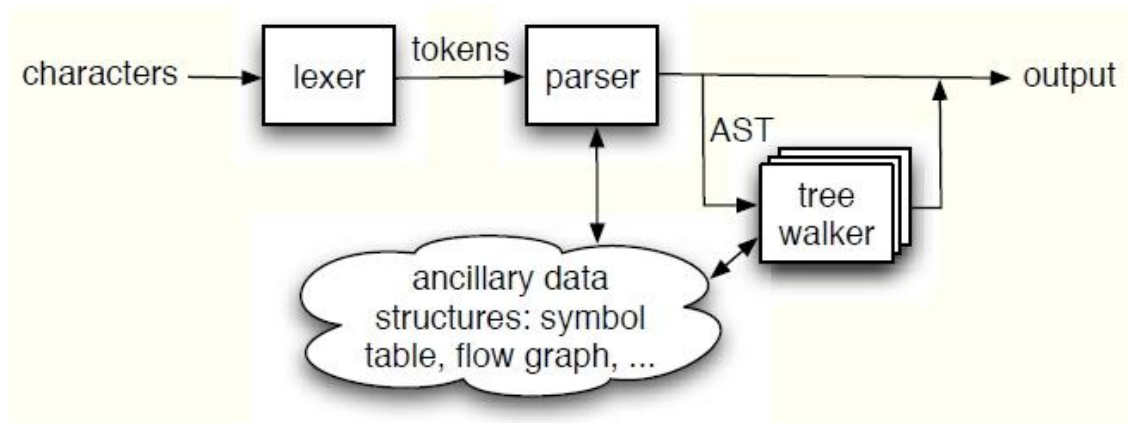 characters
lexer
tokens
parser
output
AST
tree
walker
ancillary data
structures: symbol
table, flow graph, ...